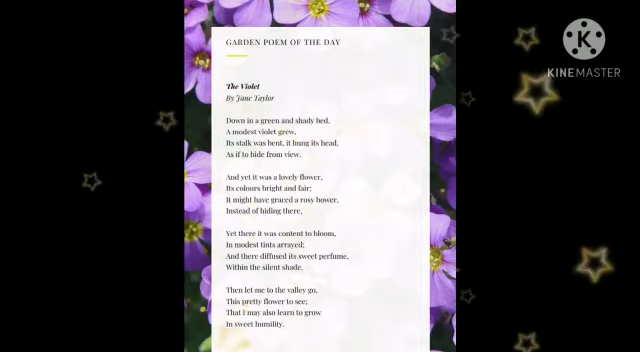 GARDEN POEM OF THE DAY
The Violet
By Jane Taylor
Down in a green and shady bed,
A modest violet grew,
Its stalk was bent, it hung its head,
As if to hide from view.
And yet it was a lovely flower,
Its colours bright and fair;
It might have graced a rosy bower,
Instead of hiding there,
Yet there it was content to bloom,
In modest tints arrayed;
And there diffused its sweet perfume,
Within the silent shade.
Then let me to the valley go,
This pretty flower to see;
That I may also learn to grow
In sweet humility.
K
KINEMASTER